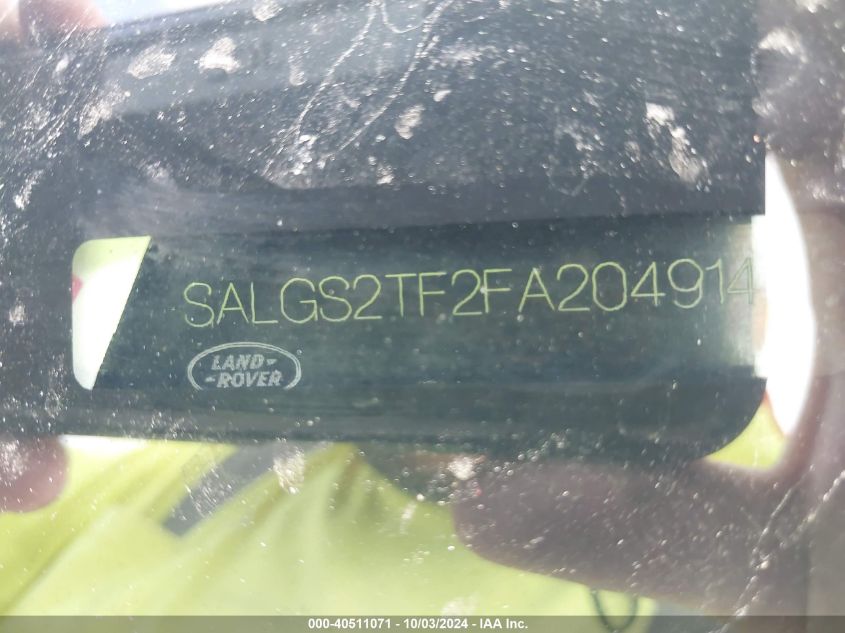 SALGS2TF2FA204914
LAND-
-ROVER
000-40511071 - 10/03/2024 - IAA Inc.